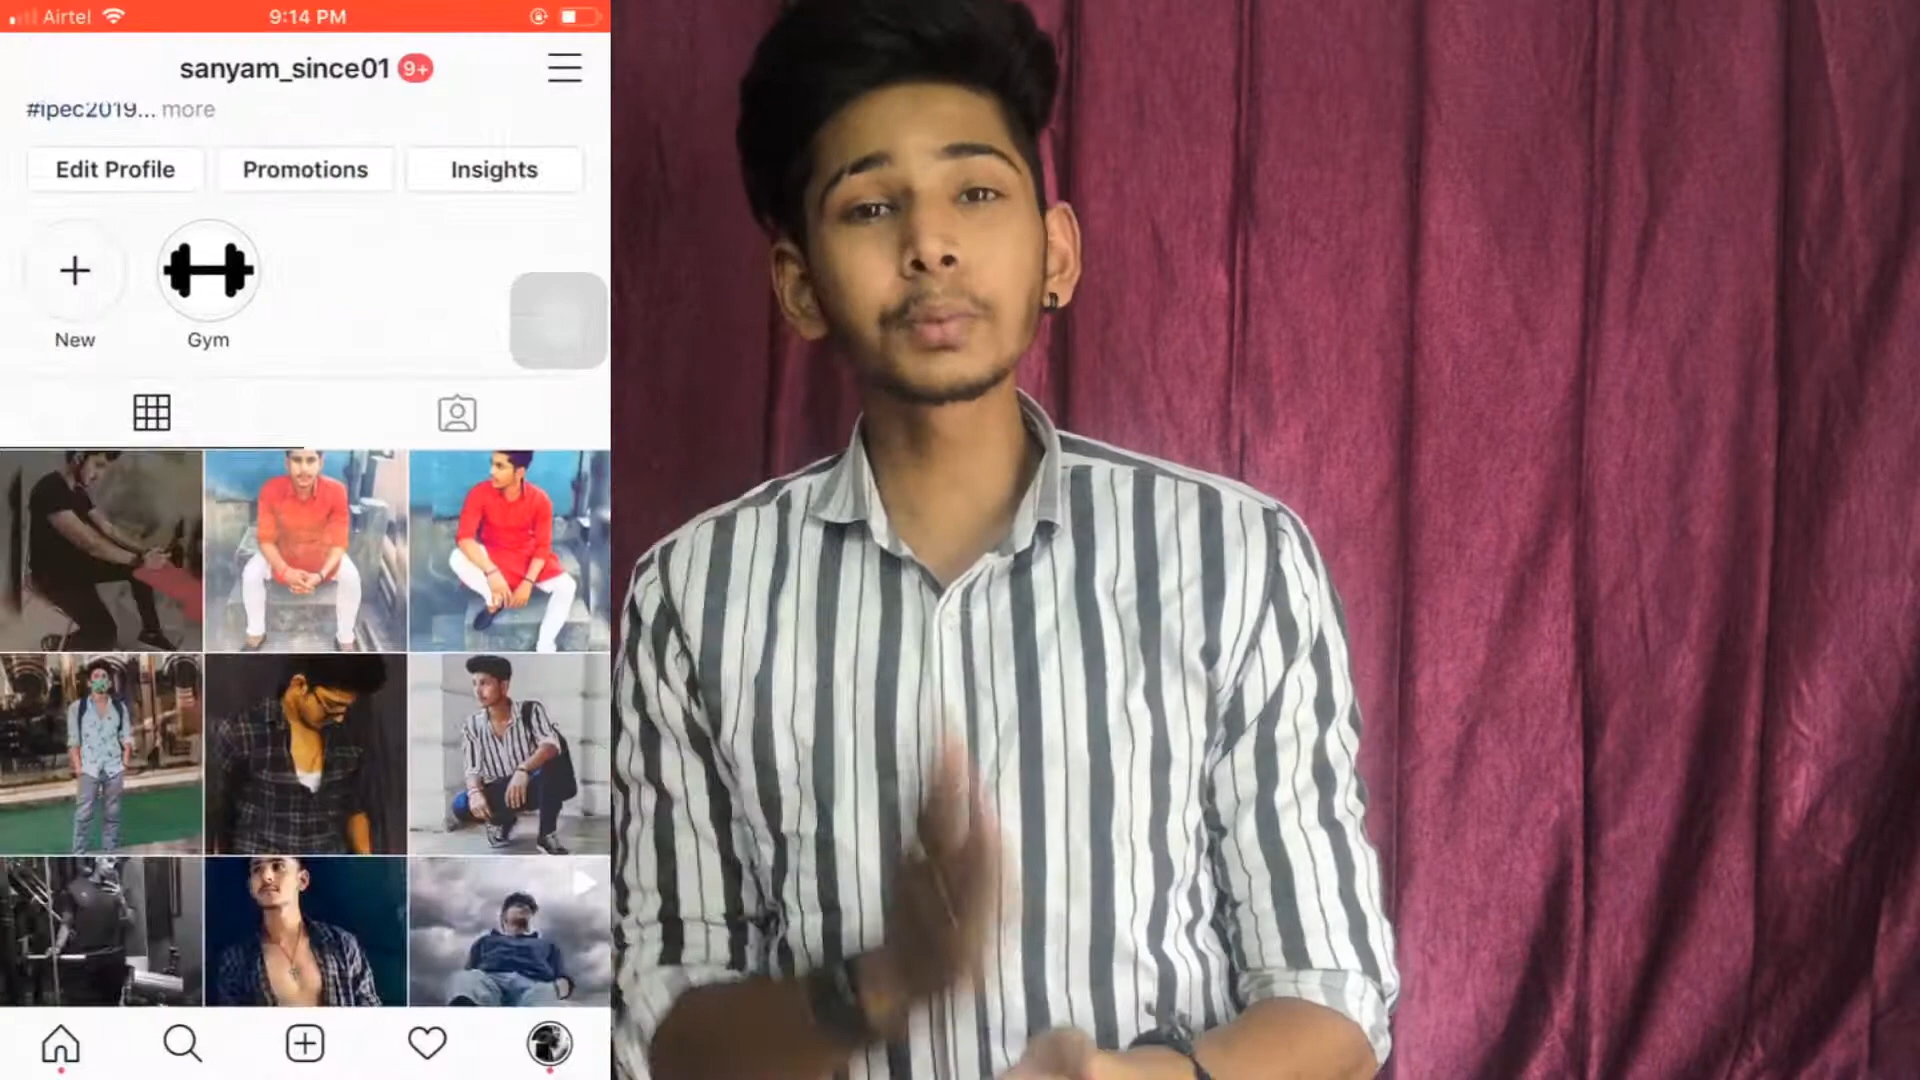 Airtel 9:14 PM
sanyam_since01 9+
#ipec2019... more
Edit Profile Promotions Insights
New Gym